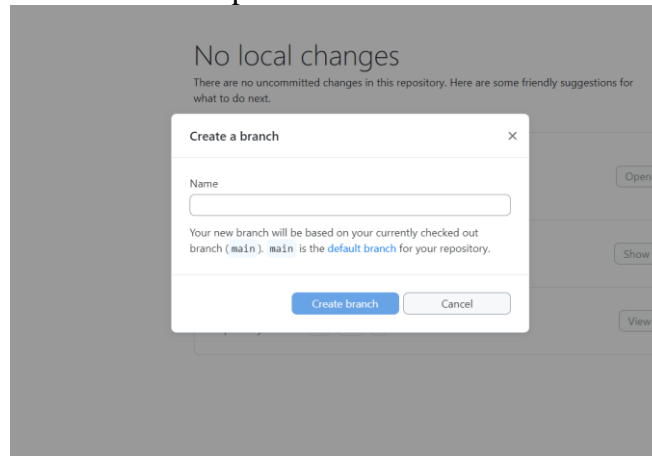 No local changes
There are no uncommitted changes in this repository. Here are some friendly suggestions for
what to do next.
Create a branch
Name
Your new branch will be based on your currently checked out
branch (main). main is the default branch for your repository.
Create branch Cancel
Open
Show
View